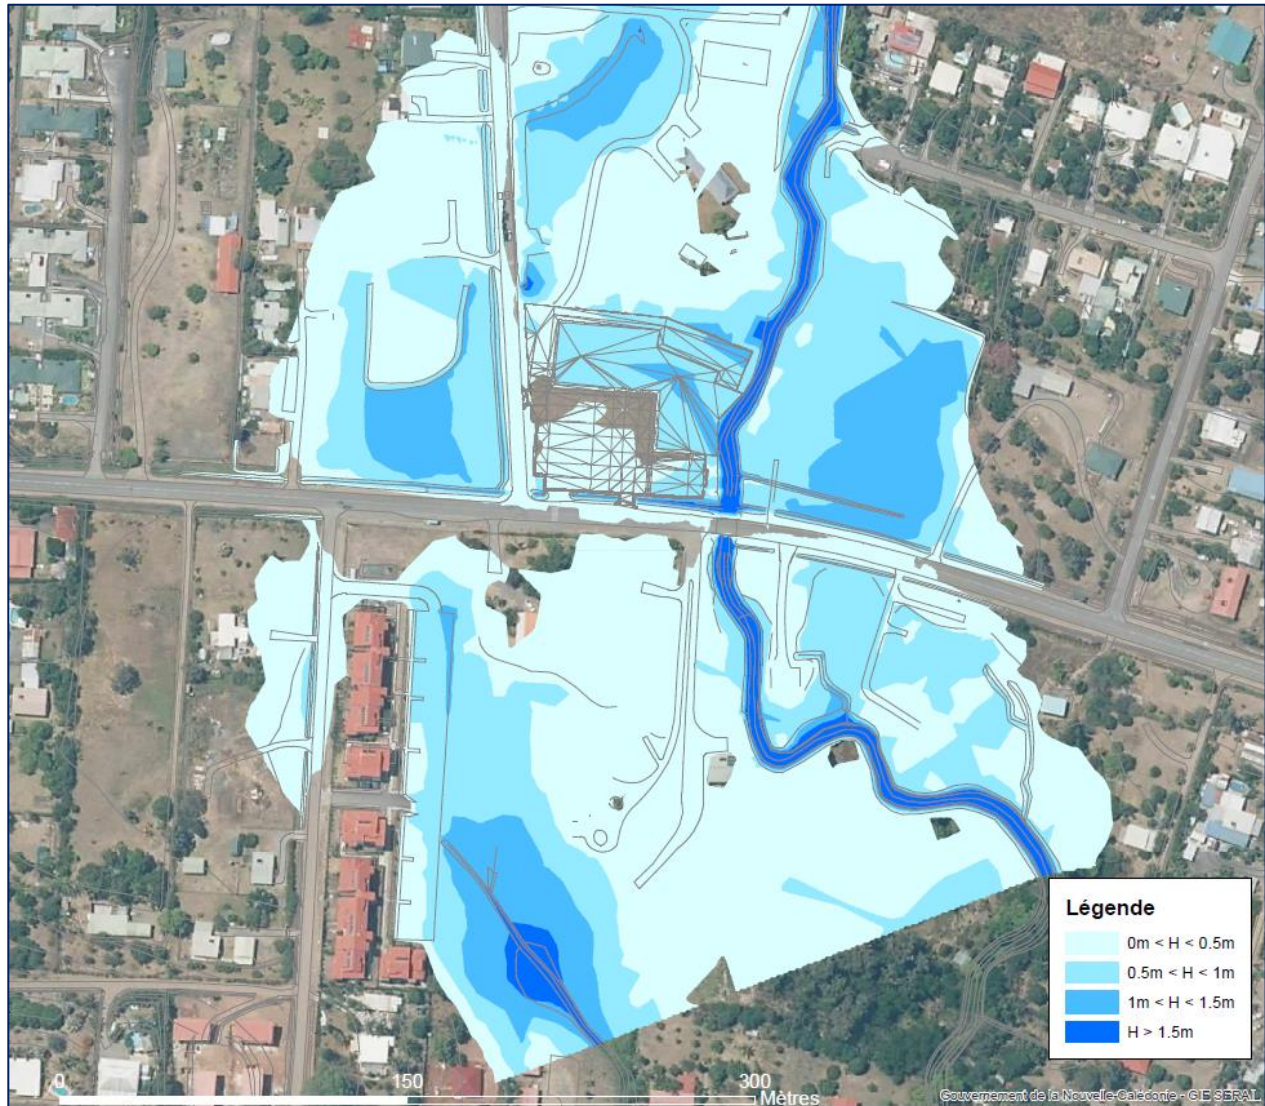 Légende
0m < H < 0.5m
0.5m < H < 1m
1m < H < 1.5m
H > 1.5m
0 150 300
Mètres
Gouvernement de la Nouvelle-Calédonie - GIE SERAIL